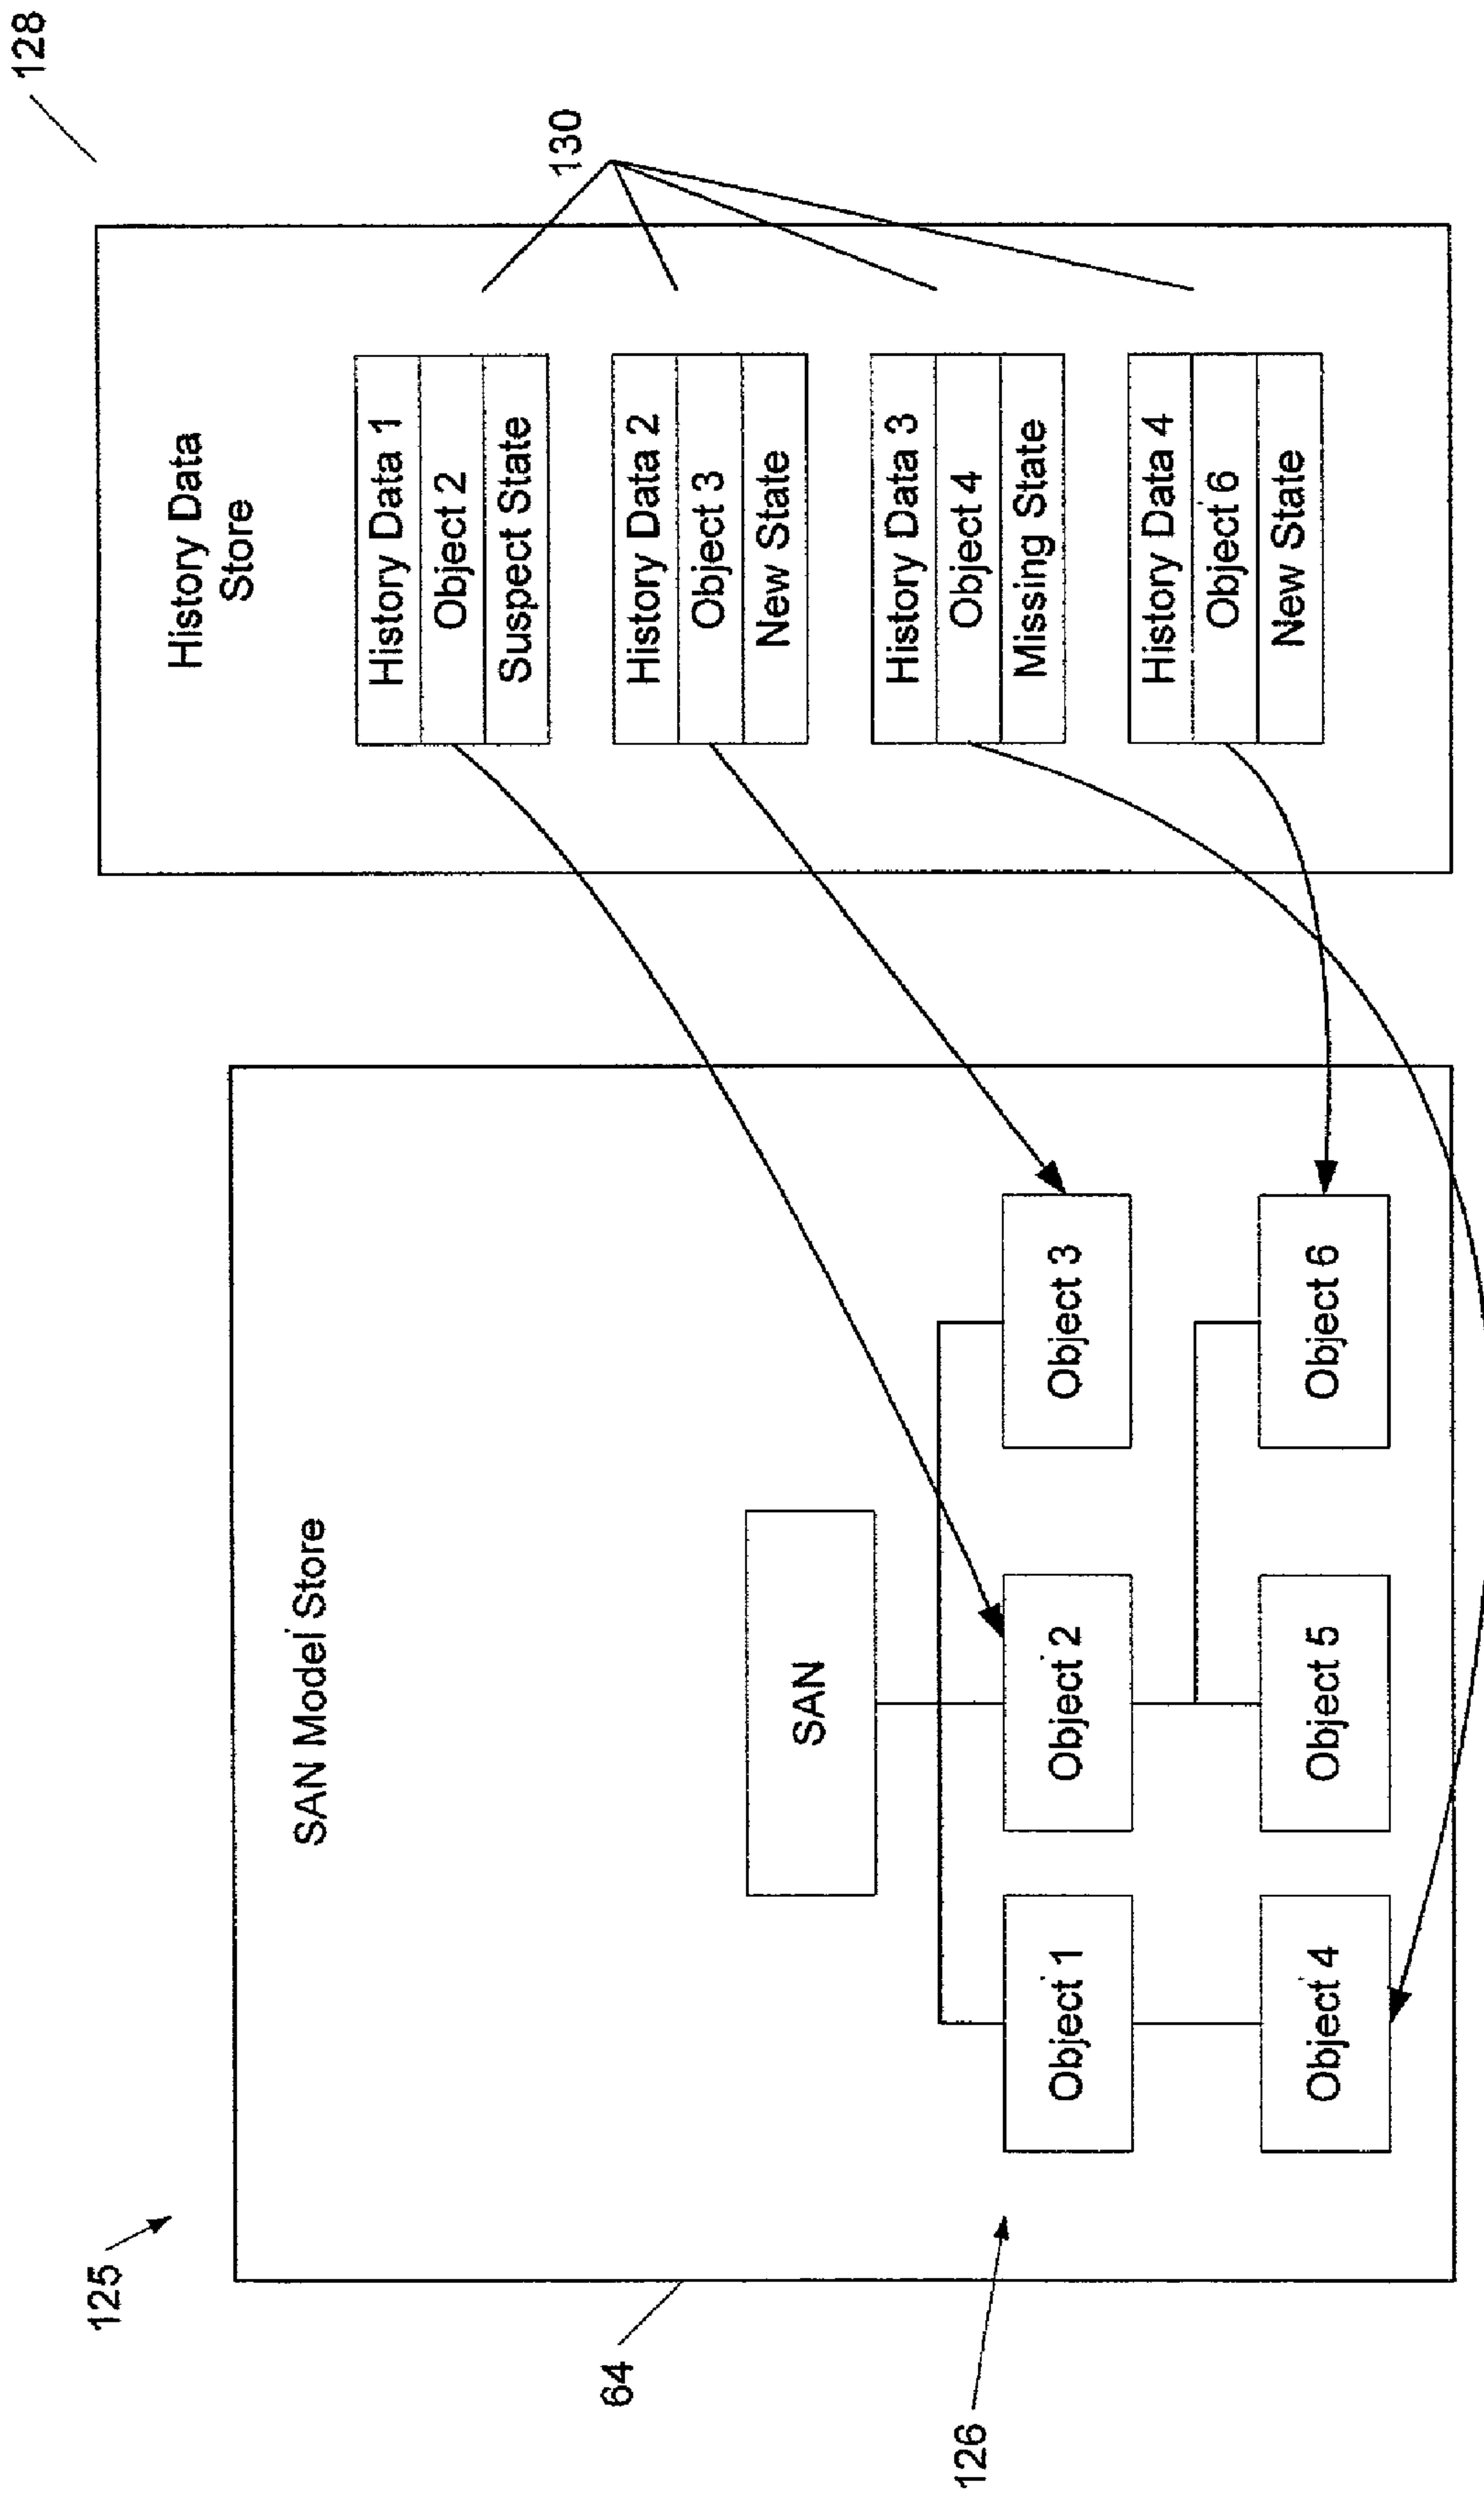 125
128
64
SAN Model Store
History Data
Store
130
SAN
History Data 1
Object 2
Suspect State
History Data 2
Object 3
New State
History Data 3
Object 4
Missing State
History Data 4
Object 6
New State
126
Object 1
Object 2
Object 3
Object 4
Object 5
Object 6